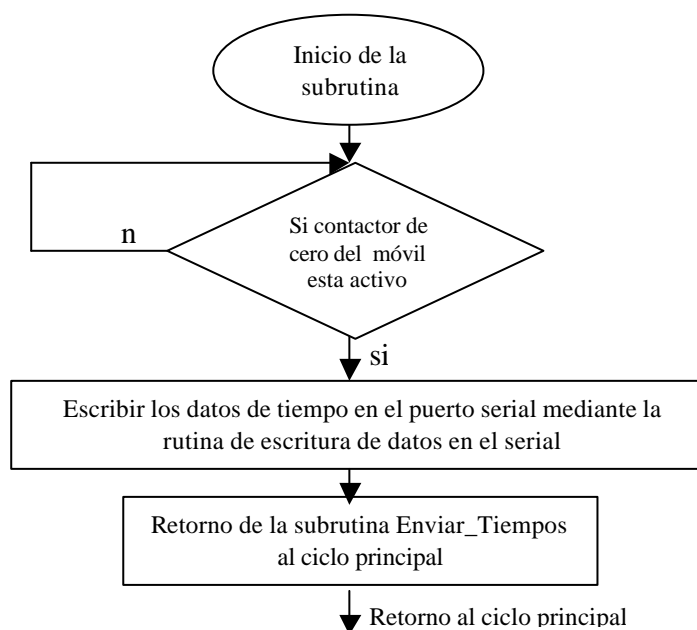 Inicio de la
subrutina
Si contactor de
cero del móvil
esta activo
n
si
Escribir los datos de tiempo en el puerto serial mediante la
rutina de escritura de datos en el serial
Retorno de la subrutina Enviar_Tiempos
al ciclo principal
Retorno al ciclo principal